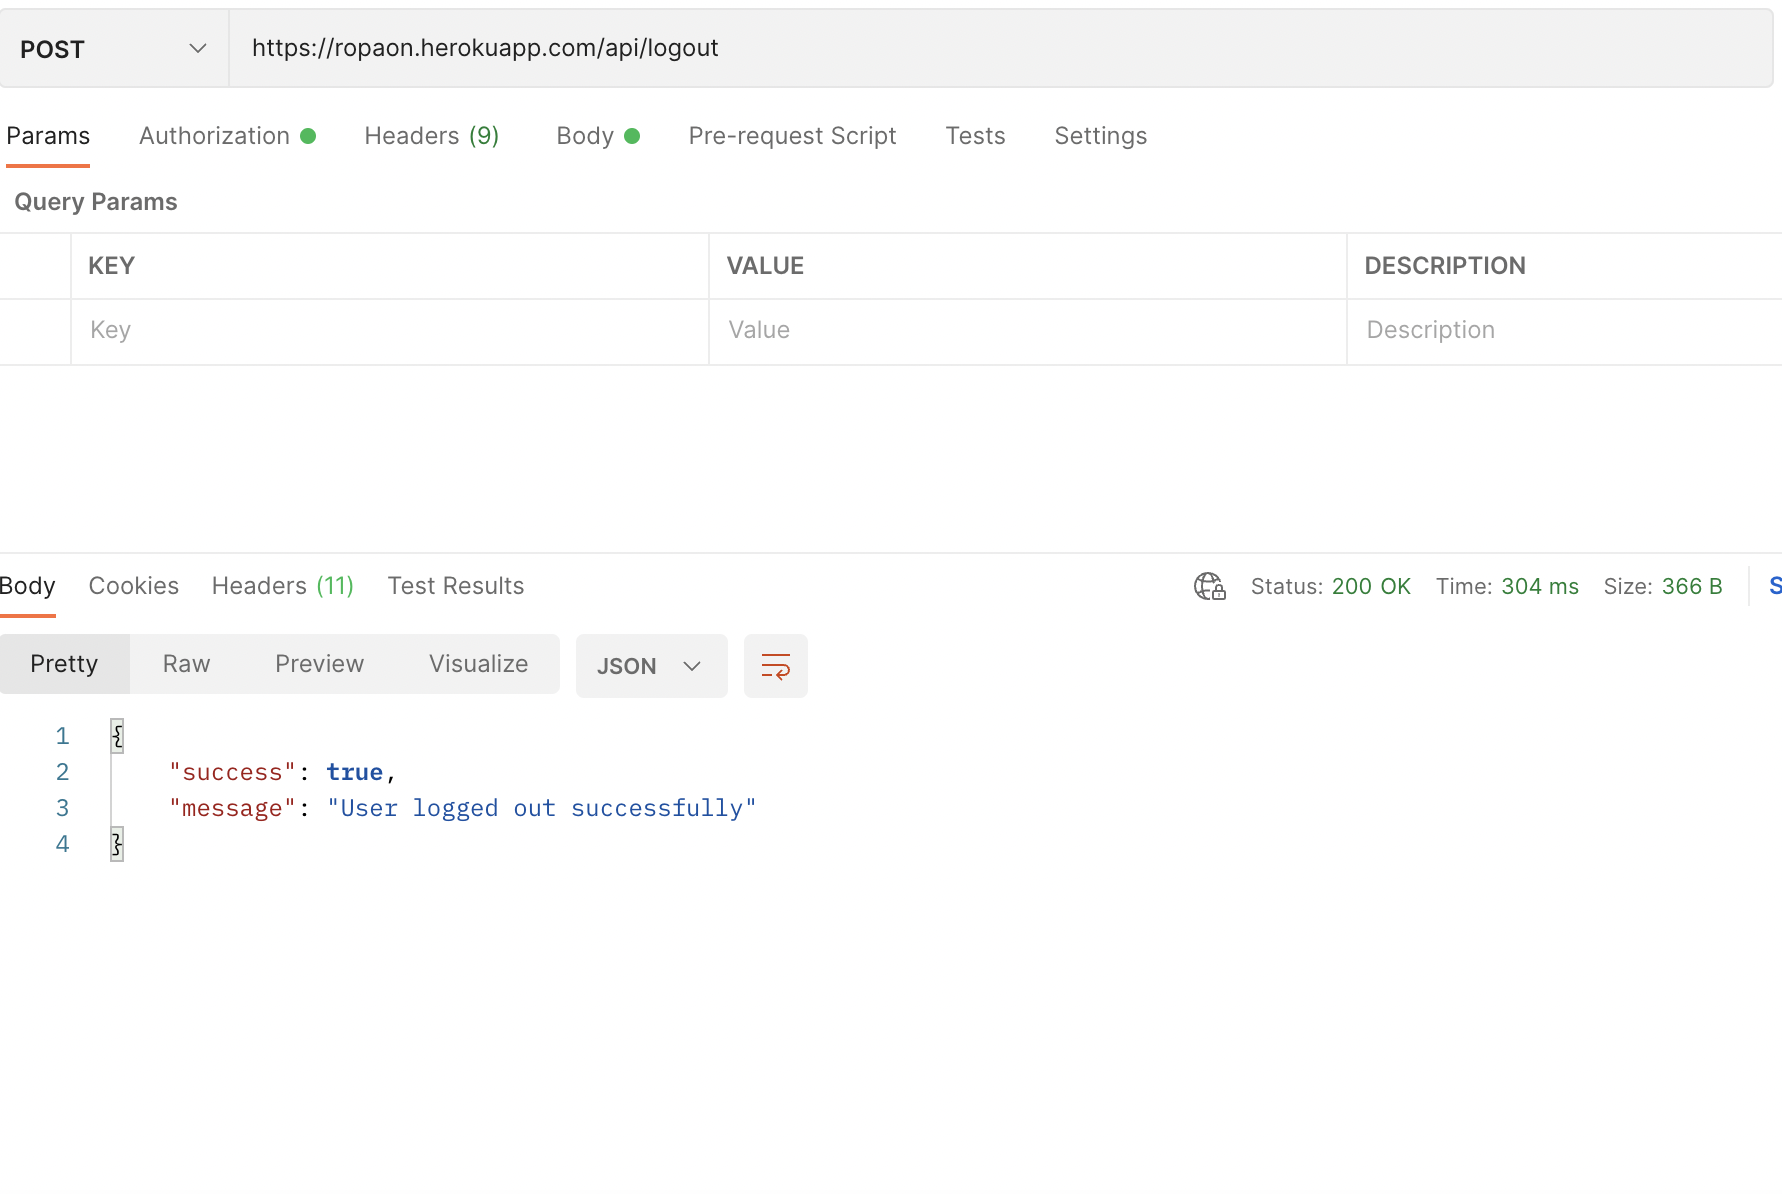 POST https://ropaon.herokuapp.com/api/logout
Params Authorization Headers (9) Body Pre-request Script Tests Settings
Query Params
KEY VALUE DESCRIPTION
Key Value Description
Body Cookies Headers (11) Test Results Status: 200 OK Time: 304 ms Size: 366 B
Pretty Raw Preview Visualize JSON
1 {
2 "success": true,
3 "message": "User logged out successfully"
4 }